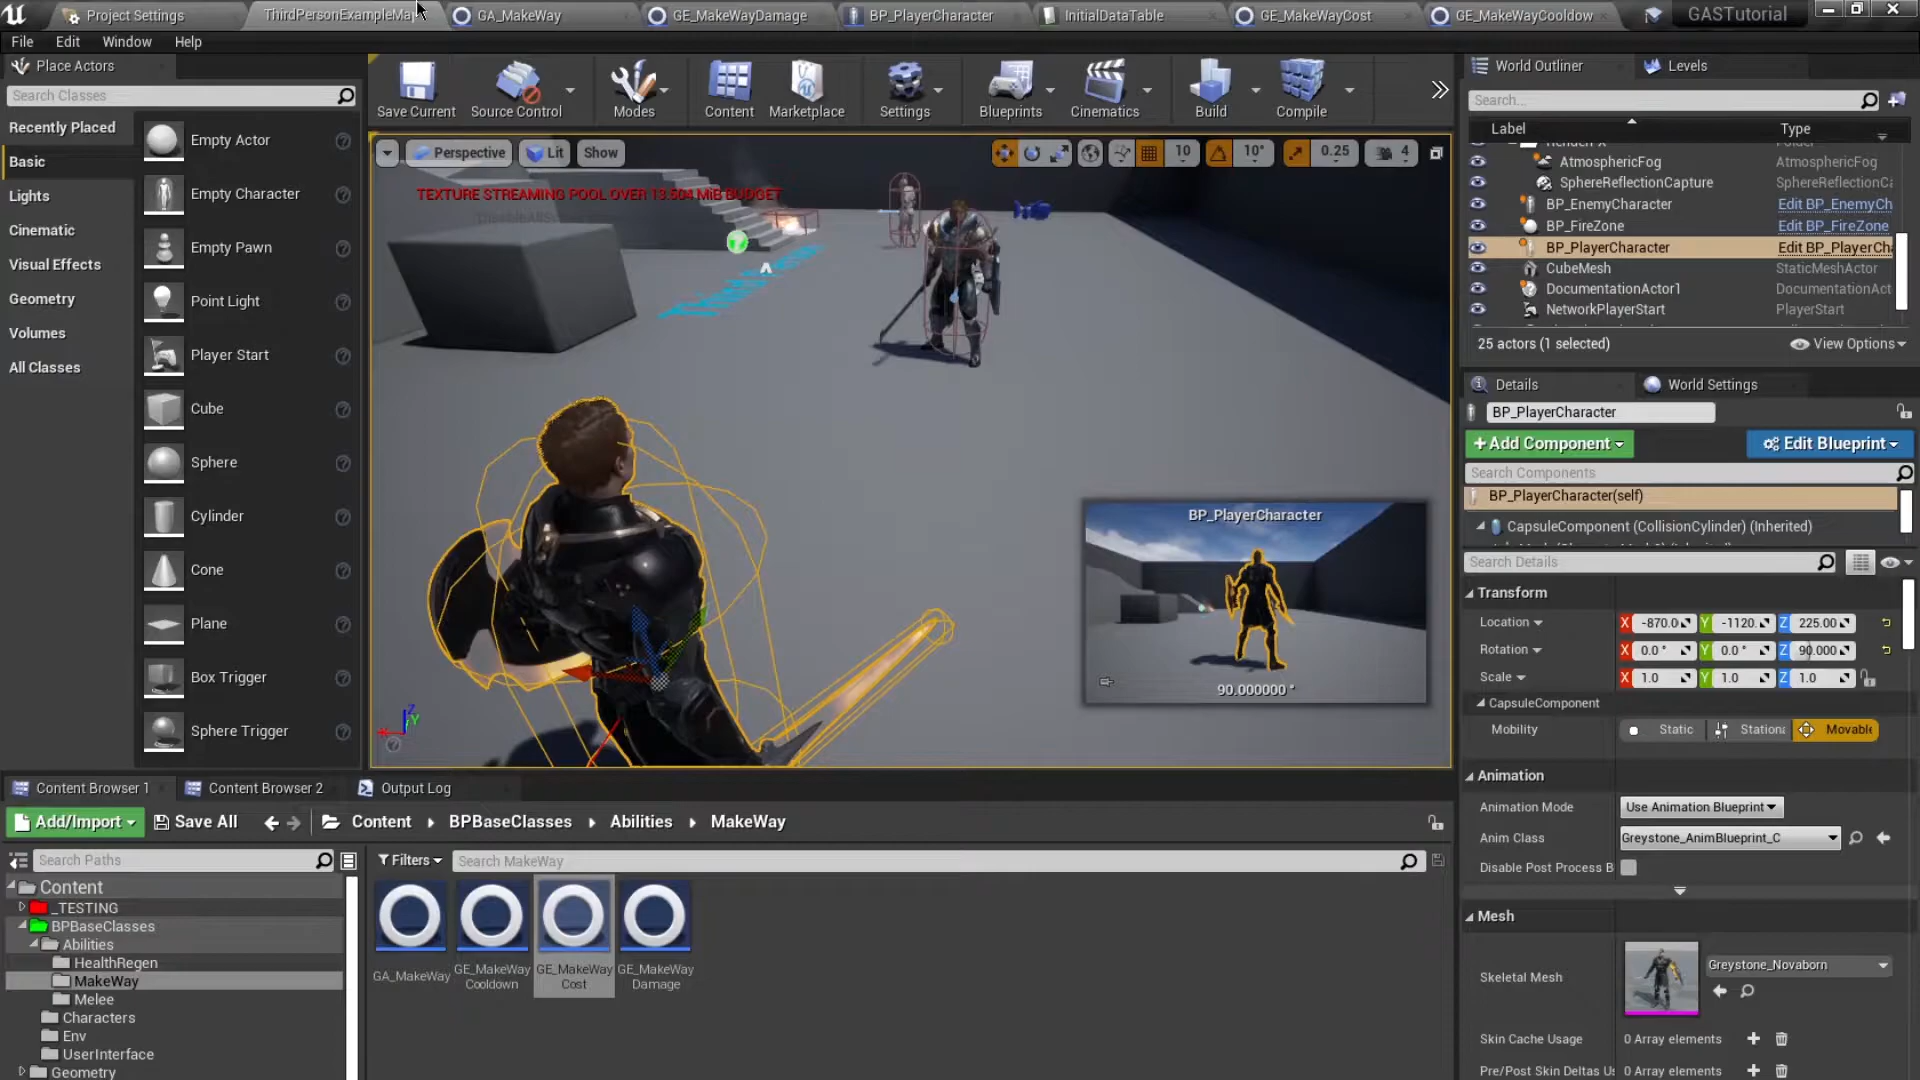 Project Settings
ThirdPersonExampleMa
GA_MakeWay
GE_MakeWayDamage
BP_PlayerCharacter
InitialDataTable
GE_MakeWayCost
GE_MakeWayCooldow
GASTutorial
File
Edit
Window
Help
Place Actors
Search Classes
Recently Placed
Basic
Lights
Cinematic
Visual Effects
Geometry
Volumes
All Classes
Empty Actor
Empty Character
Empty Pawn
Point Light
Player Start
Cube
Sphere
Cylinder
Cone
Plane
Box Trigger
Sphere Trigger
Save Current
Source Control
Modes
Content
Marketplace
Settings
Blueprints
Cinematics
Build
Compile
Perspective
Lit
Show
10
10°
0.25
4
TEXTURE STREAMING POOL OVER 13.604 MiB BUDGET
BP_PlayerCharacter
90.000000 °
Z
Y
X
World Outliner
Levels
Search...
Label
Type
AtmosphericFog
AtmosphericFog
SphereReflectionCapture
SphereReflectionCa
BP_EnemyCharacter
Edit BP_EnemyCh
BP_FireZone
Edit BP_FireZone
BP_PlayerCharacter
Edit BP_PlayerCha
CubeMesh
StaticMeshActor
DocumentationActor1
DocumentationAct
NetworkPlayerStart
PlayerStart
25 actors (1 selected)
View Options
Details
World Settings
BP_PlayerCharacter
+Add Component
Edit Blueprint
Search Components
BP_PlayerCharacter(self)
CapsuleComponent (CollisionCylinder) (Inherited)
Search Details
Transform
Location
X -870.0
Y -1120.
Z 225.00
Rotation
X 0.0 °
Y 0.0 °
Z 90.000
Scale
X 1.0
Y 1.0
Z 1.0
CapsuleComponent
Mobility
Static
Stationa
Movable
Animation
Animation Mode
Use Animation Blueprint
Anim Class
Greystone_AnimBlueprint_C
Disable Post Process B
Mesh
Skeletal Mesh
Greystone_Novaborn
Skin Cache Usage
0 Array elements
Pre/Post Skin Deltas Us
0 Array elements
Content Browser 1
Content Browser 2
Output Log
Add/Import
Save All
Content
BPBaseClasses
Abilities
MakeWay
Search Paths
Filters
Search MakeWay
Content
_TESTING
BPBaseClasses
Abilities
HealthRegen
MakeWay
Melee
Characters
Env
UserInterface
Geometry
GA_MakeWay
GE_MakeWay
Cooldown
GE_MakeWay
Cost
GE_MakeWay
Damage